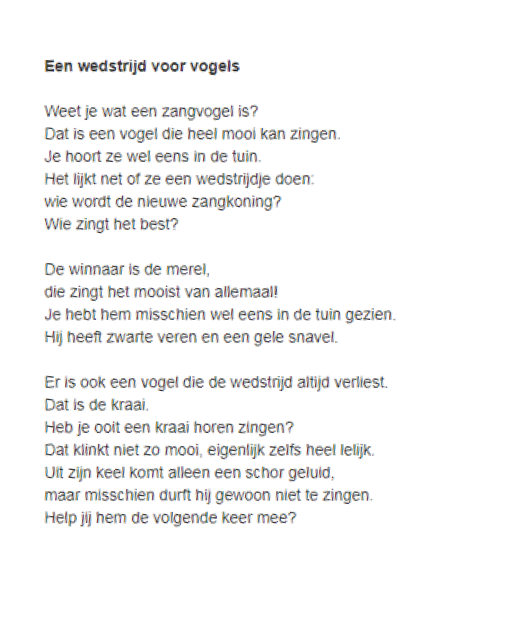 Een wedstrijd voor vogels
Weet je wat een zangvogel is?
Dat is een vogel die heel mooi kan zingen.
Je hoort ze wel eens in de tuin.
Het lijkt net of ze een wedstrijdje doen:
wie wordt de nieuwe zangkoning?
Wie zingt het best?
De winnaar is de merel,
die zingt het mooist van allemaal!
Je hebt hem misschien wel eens in de tuin gezien.
Hij heeft zwarte veren en een gele snavel.
Er is ook een vogel die de wedstrijd altijd verliest.
Dat is de kraai.
Heb je ooit een kraai horen zingen?
Dat klinkt niet zo mooi, eigenlijk zelfs heel lelijk.
Uit zijn keel komt alleen een schor geluid,
maar misschien durft hij gewoon niet te zingen.
Help jij hem de volgende keer mee?